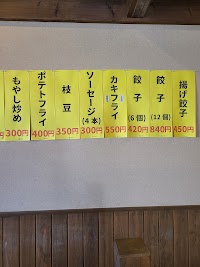 揚げ餃子
450円
餃子
(12個)
840円
餃子
(6個)
420円
カキフライ
550円
ソーセージ
(4本)
300円
枝豆
350円
ポテトフライ
400円
もやし炒め
300円
円